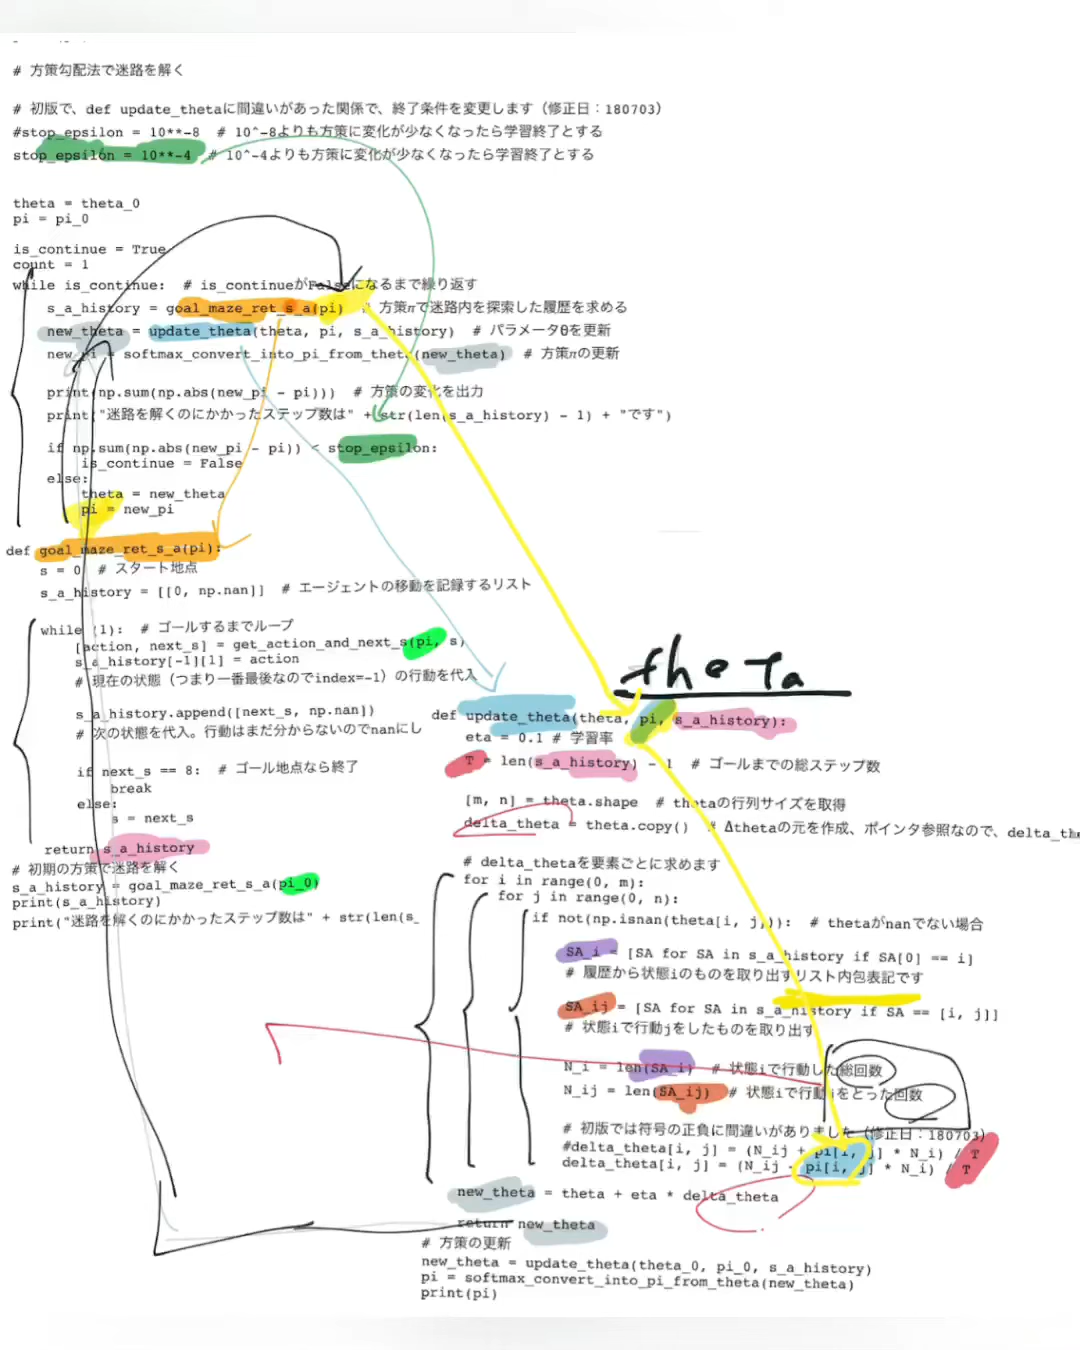 # 方策勾配法で迷路を解く
# 初版で、def update_thetaに間違いがあった関係で、終了条件を変更します（修正日：180703）
#stop_epsilon = 10**-8  # 10^-8よりも方策に変化が少なくなったら学習終了とする
stop_epsilon = 10**-4  # 10^-4よりも方策に変化が少なくなったら学習終了とする
theta = theta_0
pi = pi_0
is_continue = True
count = 1
while is_continue:  # is_continueがFalseになるまで繰り返す
s_a_history = goal_maze_ret_s_a(pi)  # 方策πで迷路内を探索した履歴を求める
new_theta = update_theta(theta, pi, s_a_history)  # パラメータθを更新
new_pi = softmax_convert_into_pi_from_theta(new_theta)  # 方策πの更新
print(np.sum(np.abs(new_pi - pi)))  # 方策の変化を出力
print("迷路を解くのにかかったステップ数は" + str(len(s_a_history) - 1) + "です")
if np.sum(np.abs(new_pi - pi)) < stop_epsilon:
is_continue = False
else:
theta = new_theta
pi = new_pi
def goal_maze_ret_s_a(pi):
s = 0  # スタート地点
s_a_history = [[0, np.nan]]  # エージェントの移動を記録するリスト
while (1):  # ゴールするまでループ
[action, next_s] = get_action_and_next_s(pi, s)
s_a_history[-1][1] = action
# 現在の状態（つまり一番最後なのでindex=-1）の行動を代入
s_a_history.append([next_s, np.nan])
# 次の状態を代入。行動はまだ分からないのでnanにし
if next_s == 8:  # ゴール地点なら終了
break
else:
s = next_s
return s_a_history
# 初期の方策で迷路を解く
s_a_history = goal_maze_ret_s_a(pi_0)
print(s_a_history)
print("迷路を解くのにかかったステップ数は" + str(len(s_
theta
def update_theta(theta, pi, s_a_history):
eta = 0.1 # 学習率
T = len(s_a_history) - 1  # ゴールまでの総ステップ数
[m, n] = theta.shape  # thetaの行列サイズを取得
delta_theta = theta.copy()  # Δthetaの元を作成、ポインタ参照なので、delta_th
# delta_thetaを要素ごとに求めます
for i in range(0, m):
for j in range(0, n):
if not(np.isnan(theta[i, j])):  # thetaがnanでない場合
SA_i = [SA for SA in s_a_history if SA[0] == i]
# 履歴から状態iのものを取り出すリスト内包表記です
SA_ij = [SA for SA in s_a_history if SA == [i, j]]
# 状態iで行動jをしたものを取り出す
N_i = len(SA_i)  # 状態iで行動した総回数
N_ij = len(SA_ij)  # 状態iで行動jをとった回数
# 初版では符号の正負に間違いがありました（修正日：180703）
#delta_theta[i, j] = (N_ij + pi[i, j] * N_i) / T
delta_theta[i, j] = (N_ij - pi[i, j] * N_i) / T
new_theta = theta + eta * delta_theta
return new_theta
# 方策の更新
new_theta = update_theta(theta_0, pi_0, s_a_history)
pi = softmax_convert_into_pi_from_theta(new_theta)
print(pi)